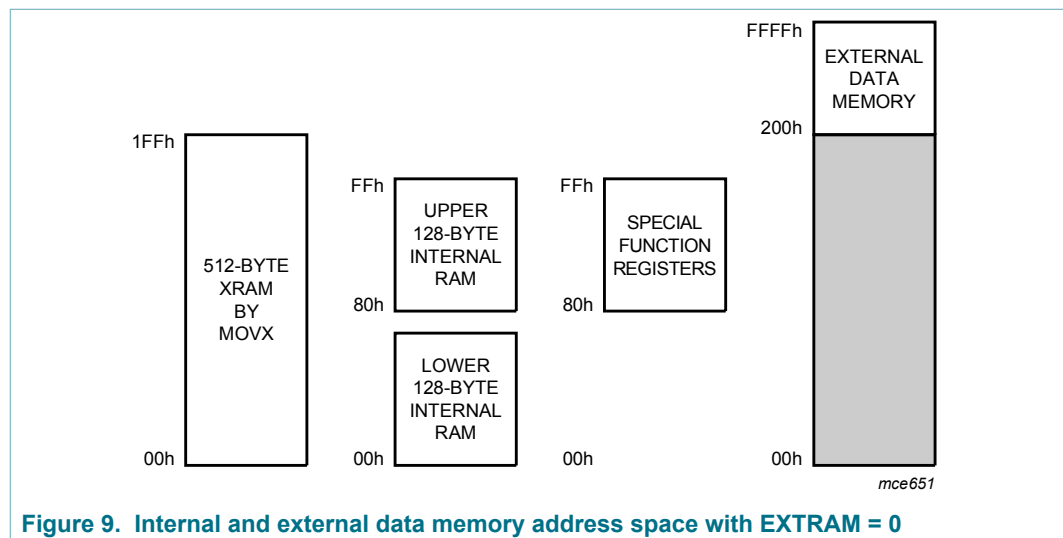 FFFFh
EXTERNAL
DATA
MEMORY
200h
1FFh
512-BYTE
XRAM
BY
MOVX
00h
FFh
UPPER
128-BYTE
INTERNAL
RAM
80h
LOWER
128-BYTE
INTERNAL
RAM
00h
FFh
SPECIAL
FUNCTION
REGISTERS
80h
00h
00h
mce651
Figure 9. Internal and external data memory address space with EXTRAM = 0